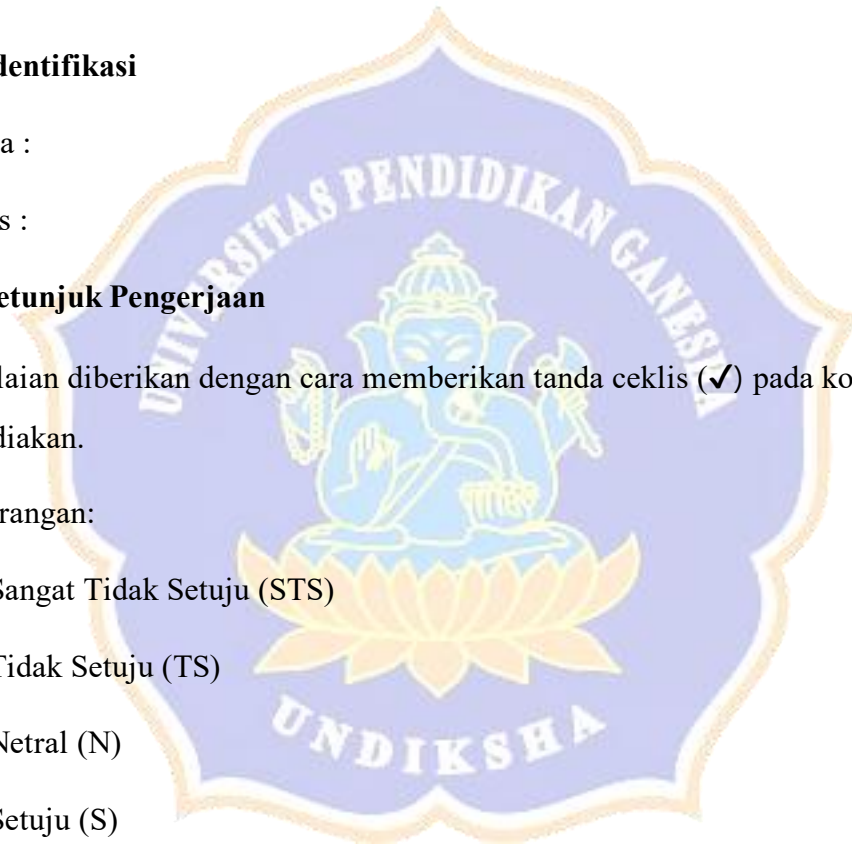 dentifikasi
a :
s :
etunjuk Pengerjaan
laian diberikan dengan cara memberikan tanda ceklis (✓) pada ko
diakan.
rangan:
Sangat Tidak Setuju (STS)
Tidak Setuju (TS)
Netral (N)
Setuju (S)
UNIVERSITAS PENDIDIKAN GANESHA
UNDIKSHA